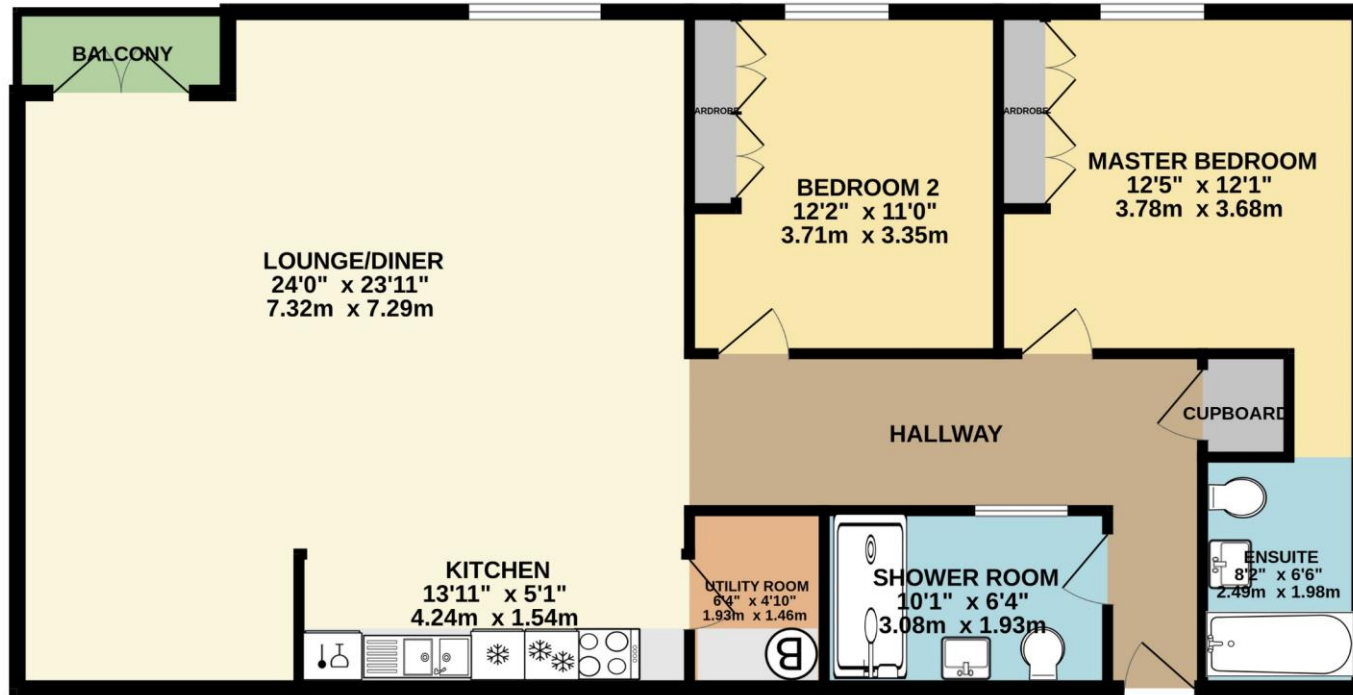 BALCONY
LOUNGE/DINER
24'0" x 23'11"
7.32m x 7.29m
ARDROBE
BEDROOM 2
12'2" x 11'0"
3.71m x 3.35m
ARDROBE
MASTER BEDROOM
12'5" x 12'1"
3.78m x 3.68m
HALLWAY
CUPBOARD
KITCHEN
13'11" x 5'1"
4.24m x 1.54m
UTILITY ROOM
6'4" x 4'10"
1.93m x 1.46m
B
SHOWER ROOM
10'1" x 6'4"
3.08m x 1.93m
ENSUITE
8'2" x 6'6"
2.49m x 1.98m